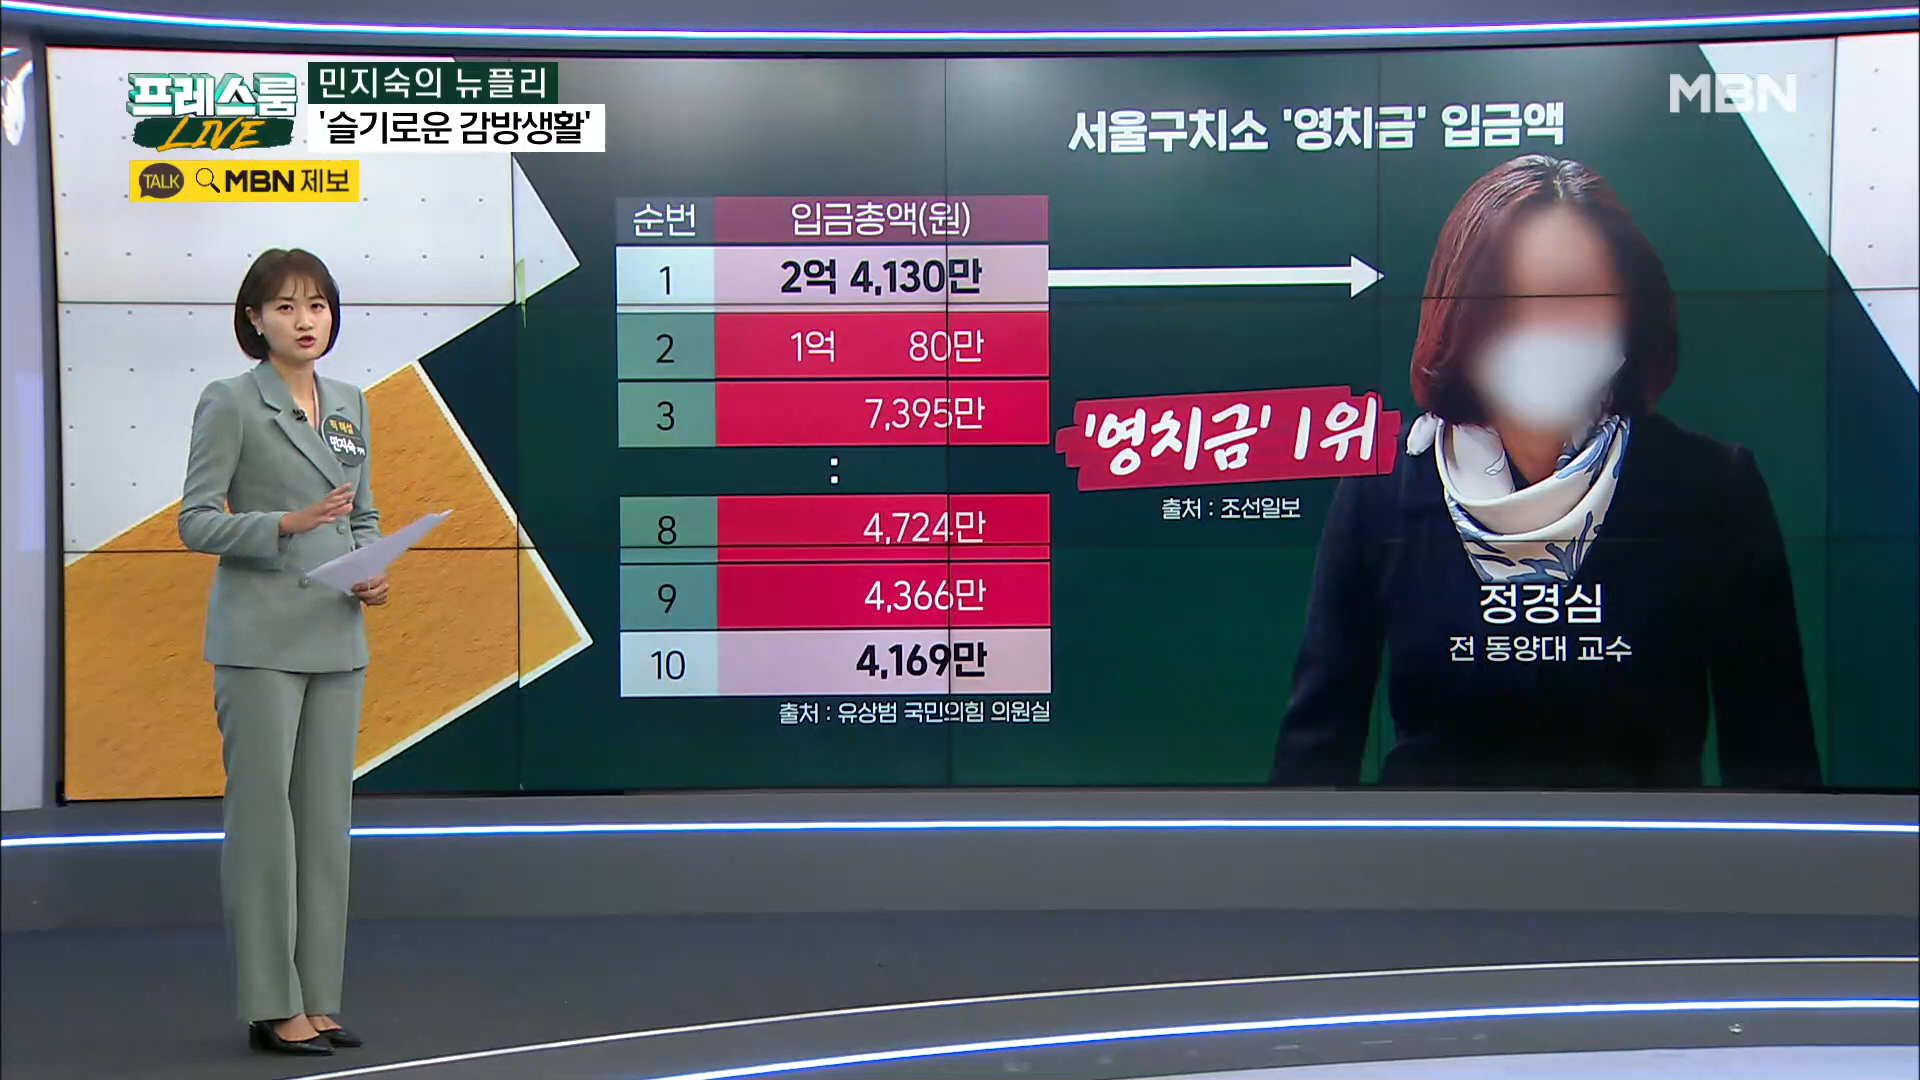 프레스룸
LIVE
민지숙의 뉴플리
'슬기로운 감방생활'
TALK MBN 제보
MBN
서울구치소 '영치금' 입금액
순번 입금총액(원)
1 2억 4,130만
2 1억 80만
3 7,395만
:
8 4,724만
9 4,366만
10 4,169만
출처 : 유상범 국민의힘 의원실
'영치금' 1위
출처 : 조선일보
정경심
전 동양대 교수
민지숙